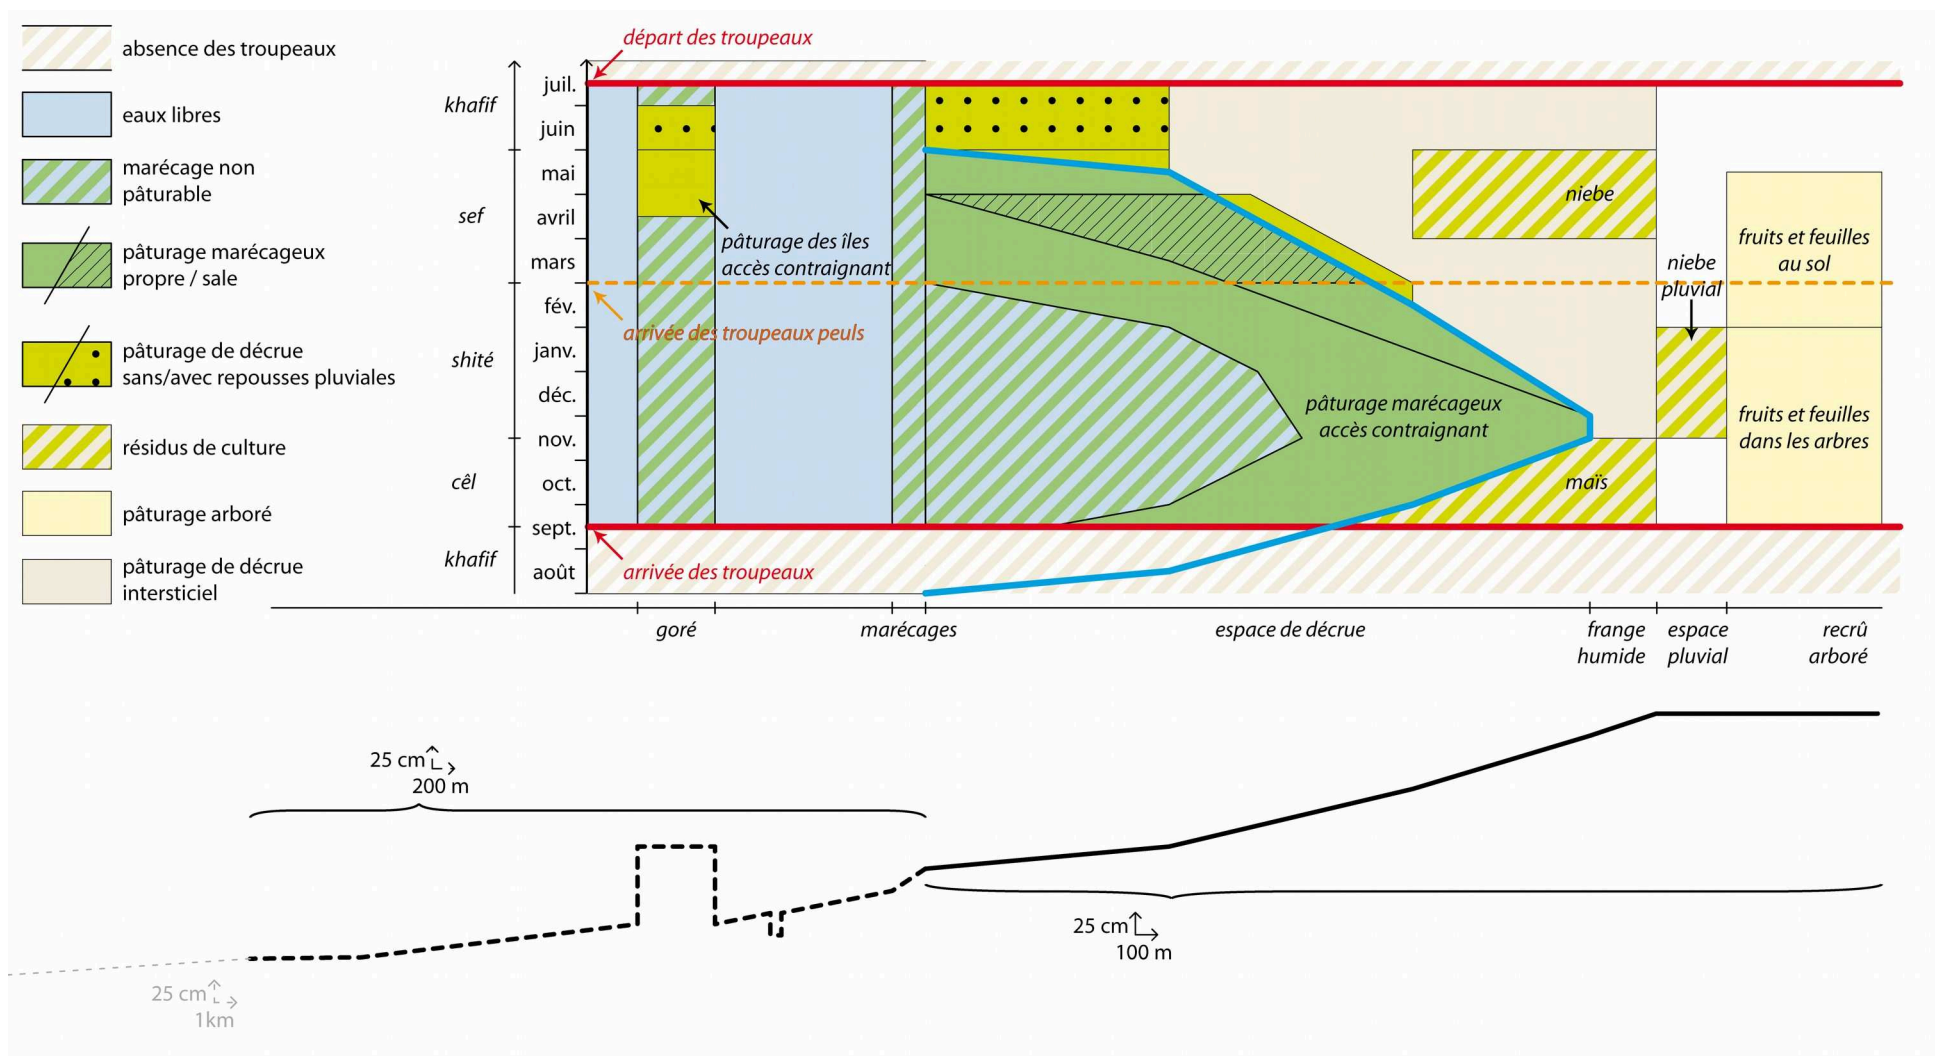 absence des troupeaux
eaux libres
marécage non
pâturable
pâturage marécageux
propre / sale
pâturage de décrue
sans/avec repousses pluviales
résidus de culture
pâturage arboré
pâturage de décrue
intersticiel
khafif
sef
shité
cêl
khafif
juil.
juin
mai
avril
mars
fév.
janv.
déc.
nov.
oct.
sept.
août
départ des troupeaux
pâturage des îles
accès contraignant
arrivée des troupeaux peuls
arrivée des troupeaux
pâturage marécageux
accès contraignant
niebe
maïs
niebe
pluvial
fruits et feuilles
au sol
fruits et feuilles
dans les arbres
goré
marécages
espace de décrue
frange
humide
espace
pluvial
recrû
arboré
25 cm
200 m
25 cm
100 m
25 cm
1km